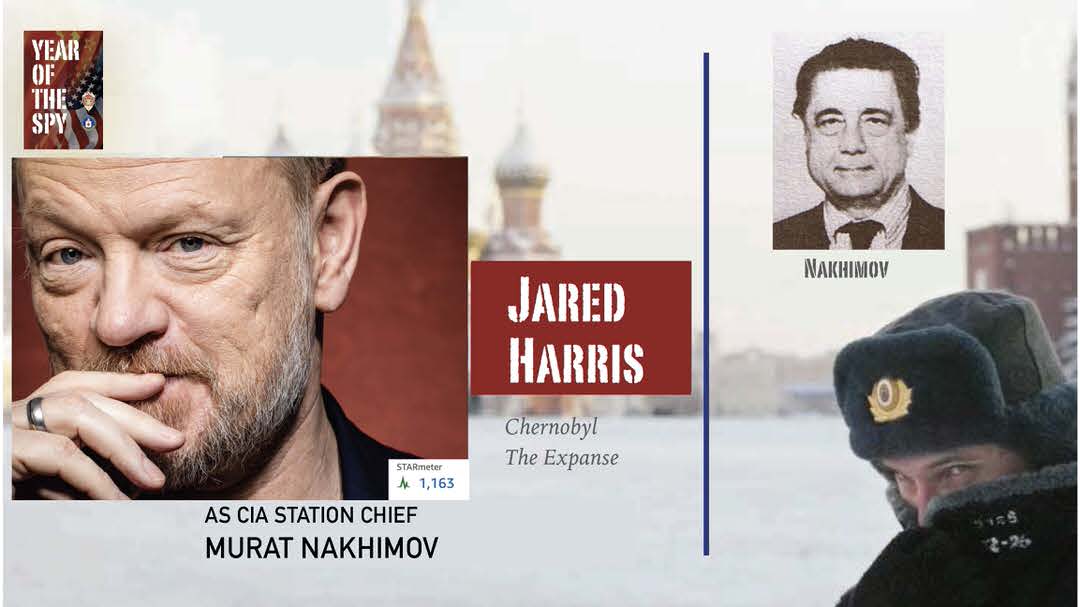 YEAR
OF
THE
SPY
JARED
HARRIS
Chernobyl
The Expanse
STARmeter
1,163
AS CIA STATION CHIEF
MURAT NAKHIMOV
NAKHIMOV